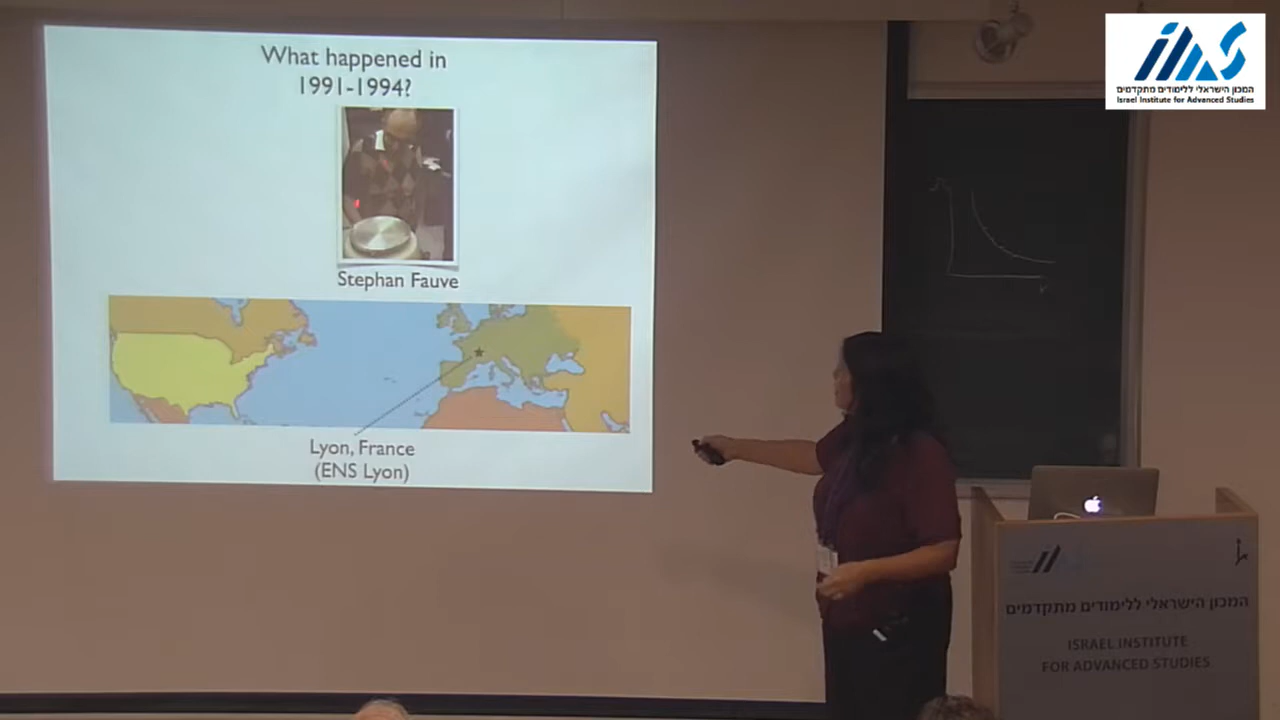 What happened in
1991-1994?
Stephan Fauve
Lyon, France
(ENS Lyon)
המכון הישראלי ללימודים מתקדמים
Israel Institute for Advanced Studies
המכון הישראלי ללימודים מתקדמים
ISRAEL INSTITUTE
FOR ADVANCED STUDIES